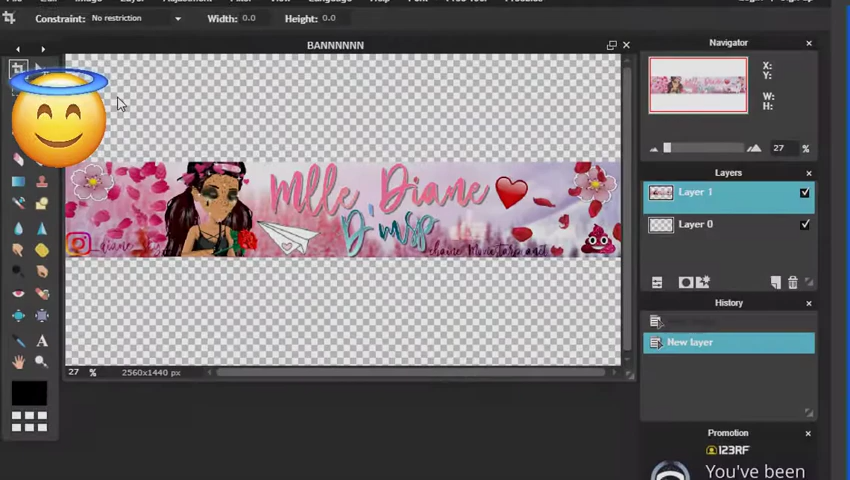 Constraint: No restriction Width: 0.0 Height: 0.0
BANNNNNN
Navigator
X:
Y:
W:
H:
27 %
Layers
Layer 1
Layer 0
Mlle Diane
D'msp
History
New layer
27 % 2560x1440 px
Promotion
123RF
You've been